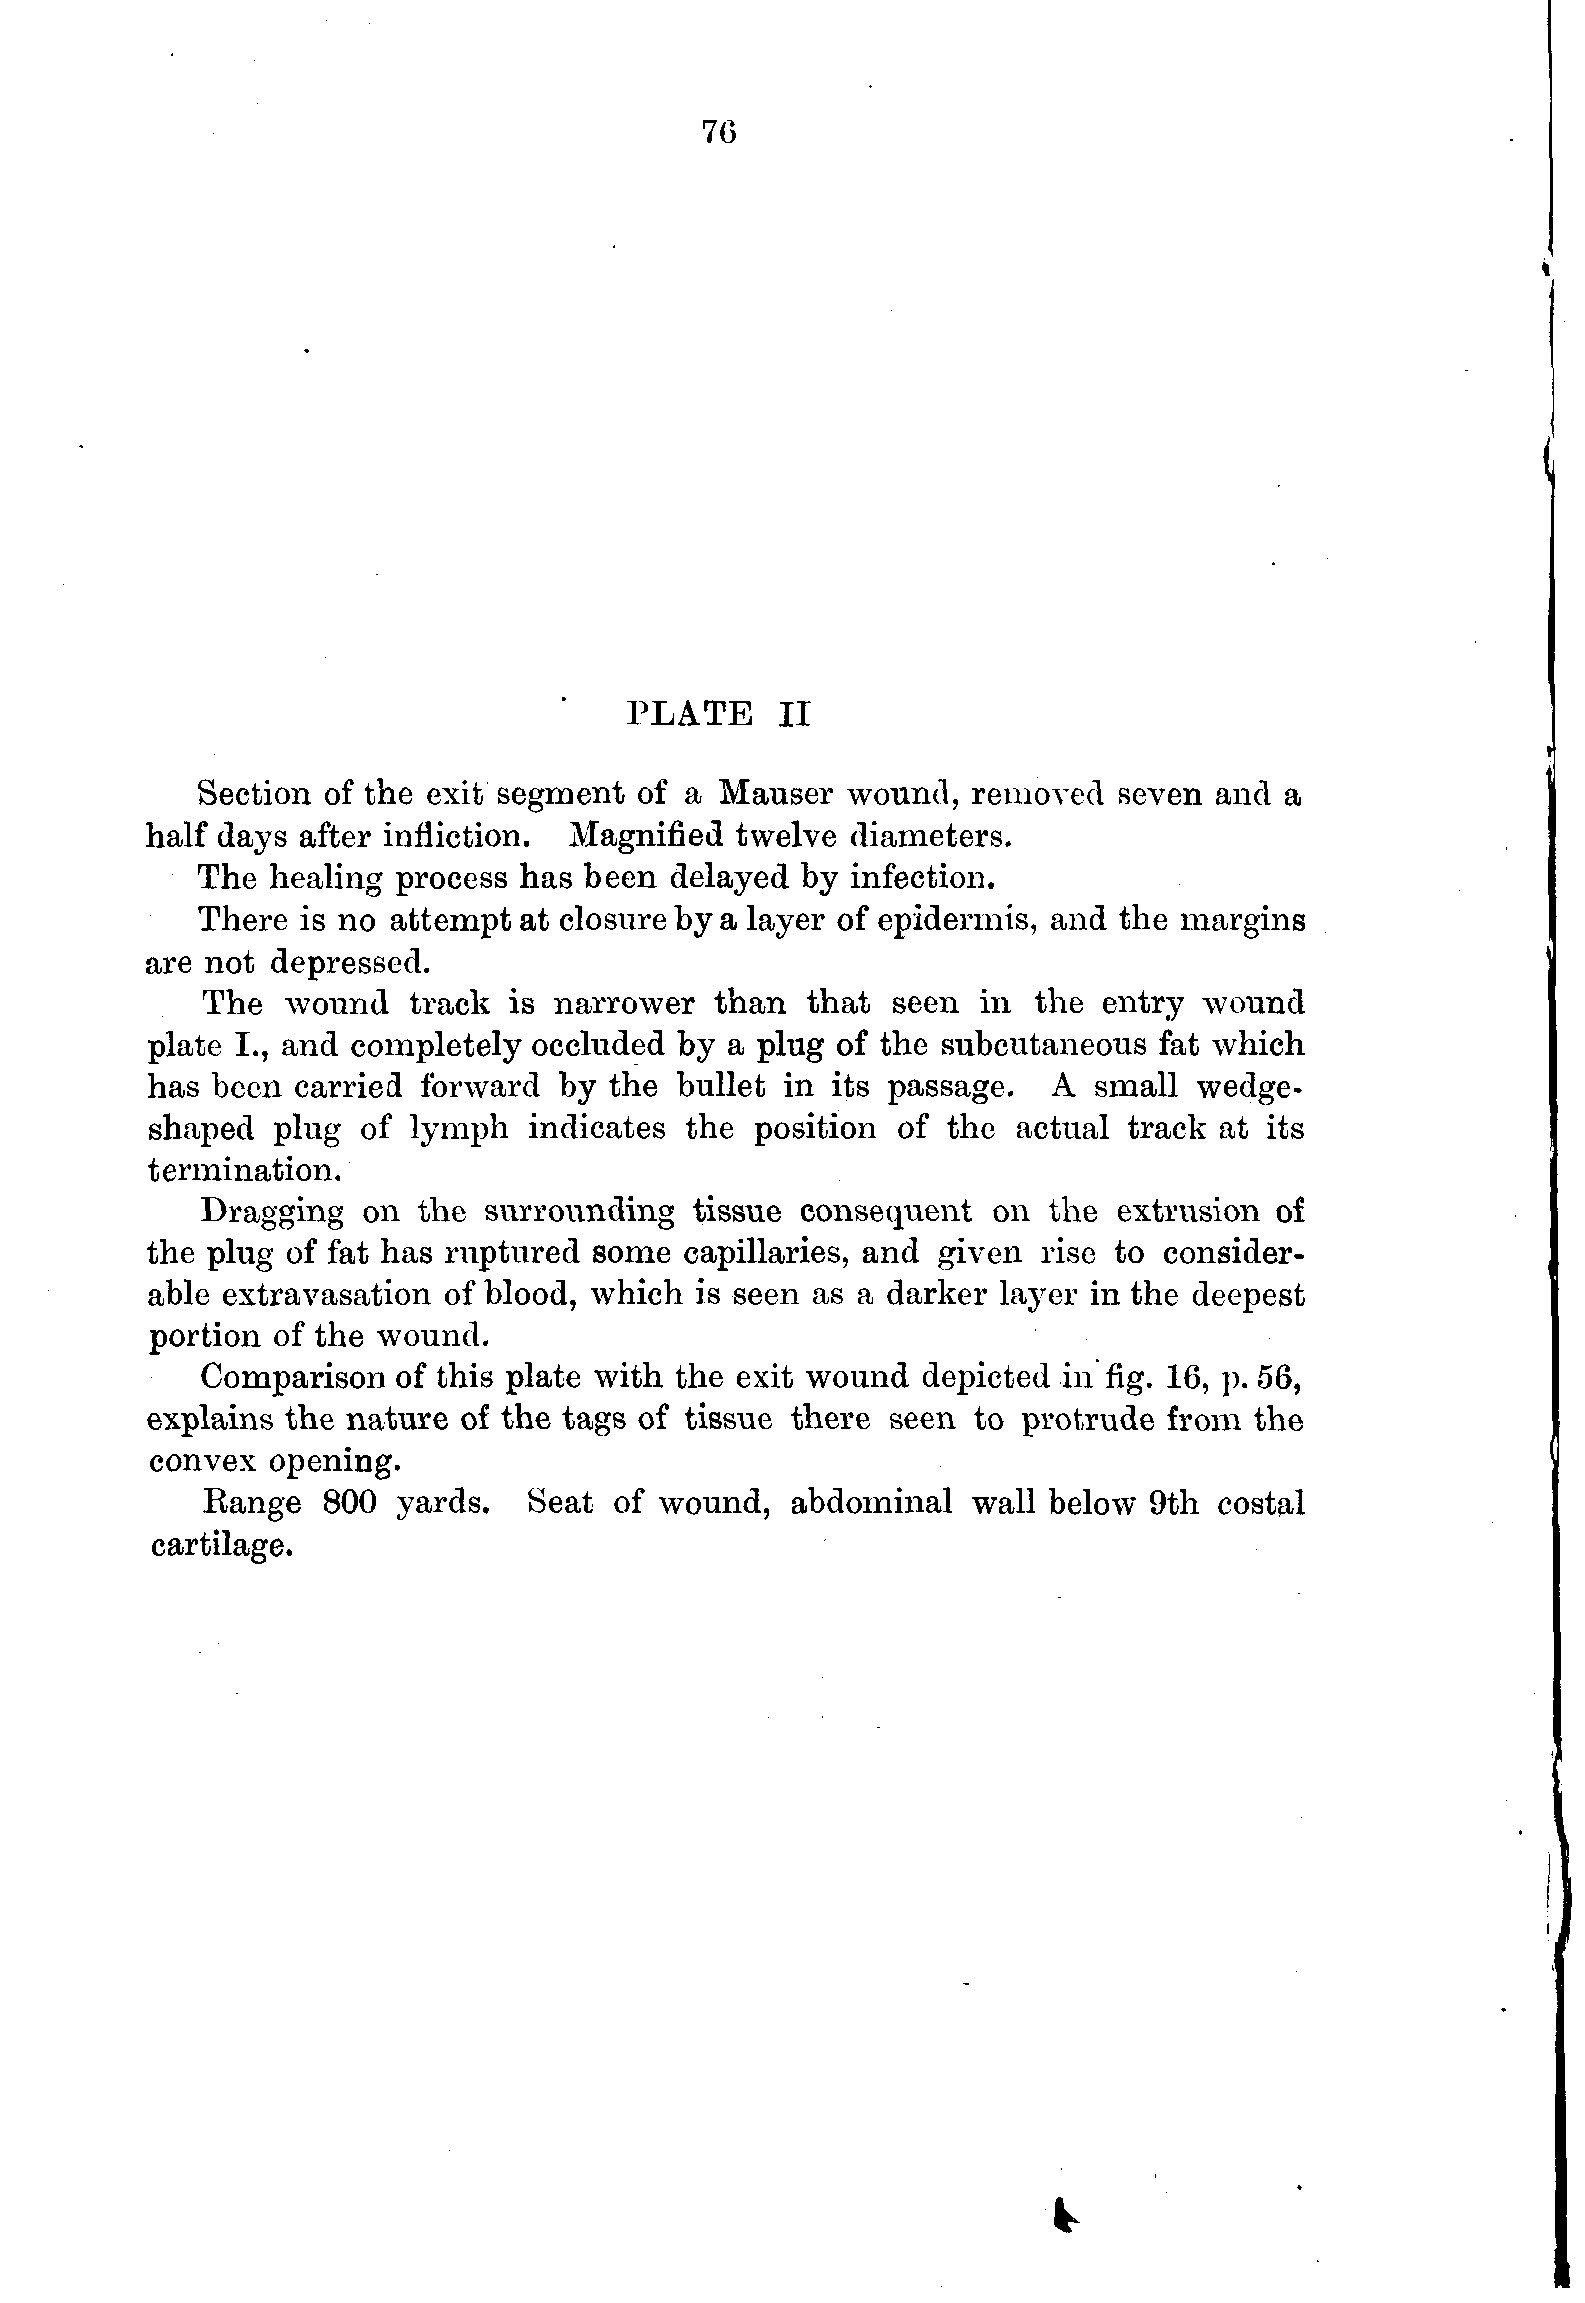 76
PLATE II
Section of the exit segment of a Mauser wound, removed seven and a
half days after infliction. Magnified twelve diameters.
The healing process has been delayed by infection.
There is no attempt at closure by a layer of epidermis, and the margins
are not depressed.
The wound track is narrower than that seen in the entry wound
plate I., and completely occluded by a plug of the subcutaneous fat which
has been carried forward by the bullet in its passage. A small wedge-
shaped plug of lymph indicates the position of the actual track at its
termination.
Dragging on the surrounding tissue consequent on the extrusion of
the plug of fat has ruptured some capillaries, and given rise to consider-
able extravasation of blood, which is seen as a darker layer in the deepest
portion of the wound.
Comparison of this plate with the exit wound depicted in fig. 16, p. 56,
explains the nature of the tags of tissue there seen to protrude from the
convex opening.
Range 800 yards. Seat of wound, abdominal wall below 9th costal
cartilage.